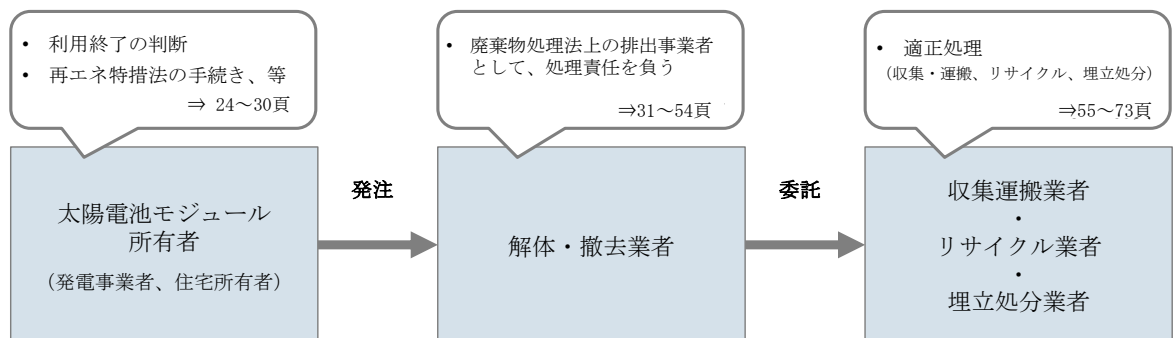 • 利用終了の判断
• 再エネ特措法の手続き、等
⇒ 24～30頁
• 廃棄物処理法上の排出事業者
として、処理責任を負う
⇒31～54頁
• 適正処理
（収集・運搬、リサイクル、埋立処分）
⇒55～73頁
太陽電池モジュール
所有者
（発電事業者、住宅所有者）
発注
解体・撤去業者
委託
収集運搬業者
・
リサイクル業者
・
埋立処分業者